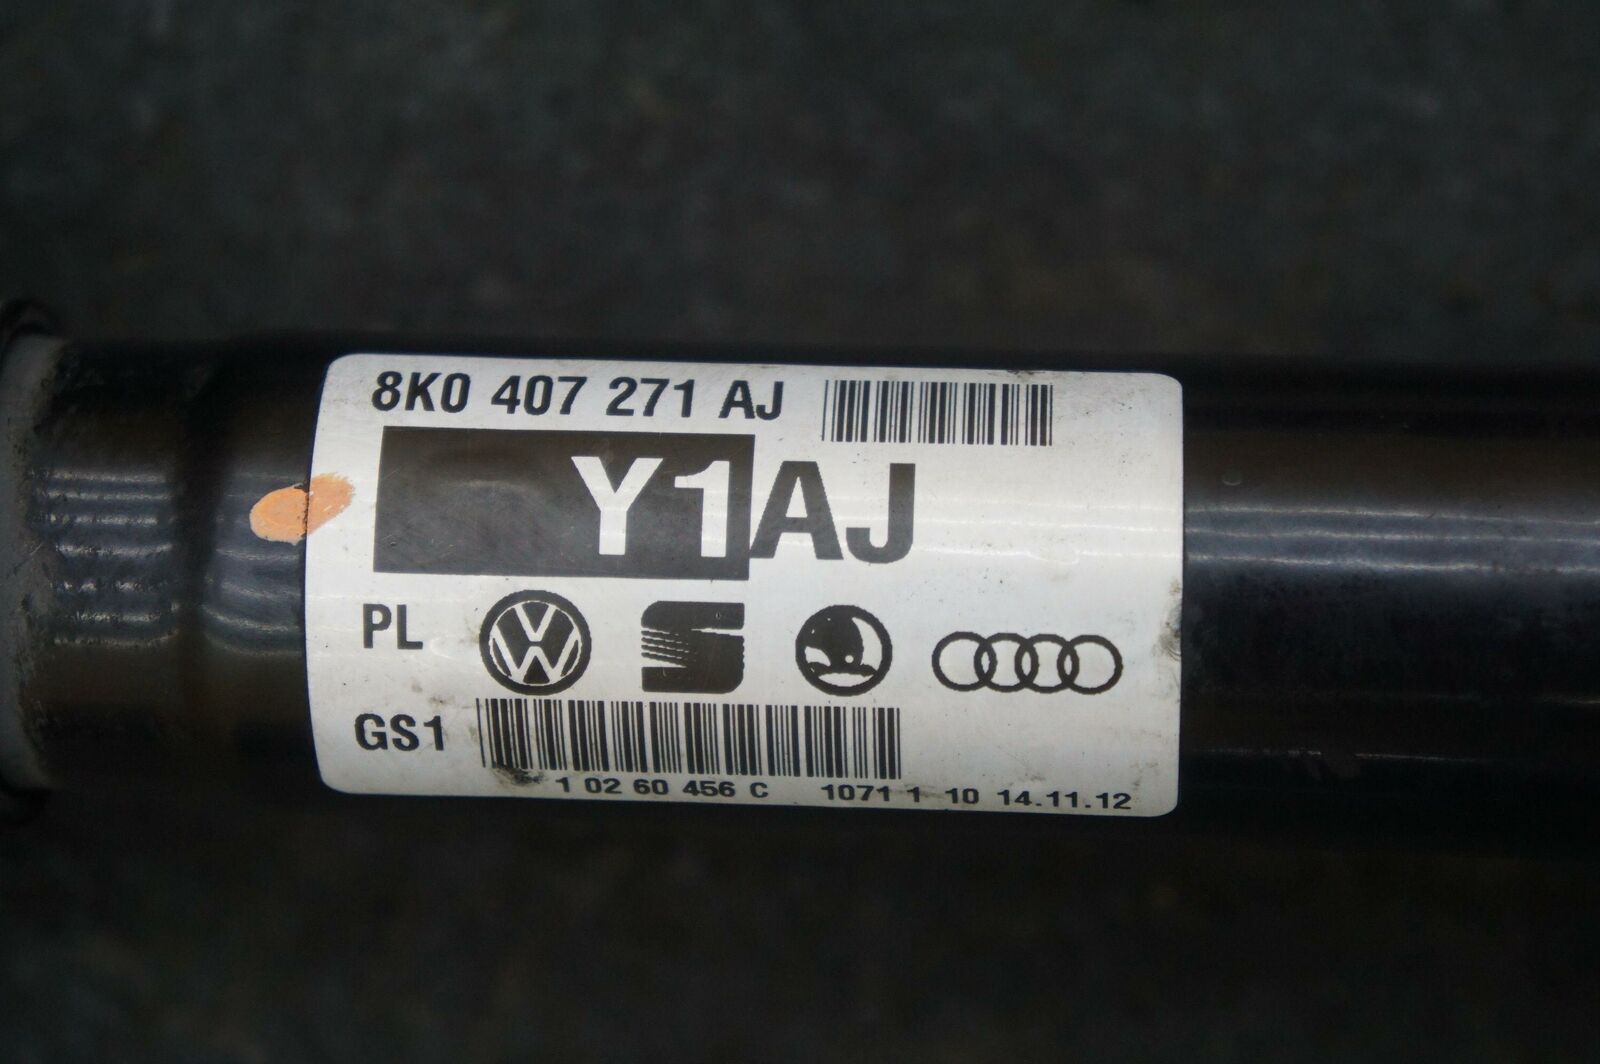 8K0 407 271 AJ
Y1AJ
PL
GS1
1 02 60 456 C 1071 1 10 14.11.12